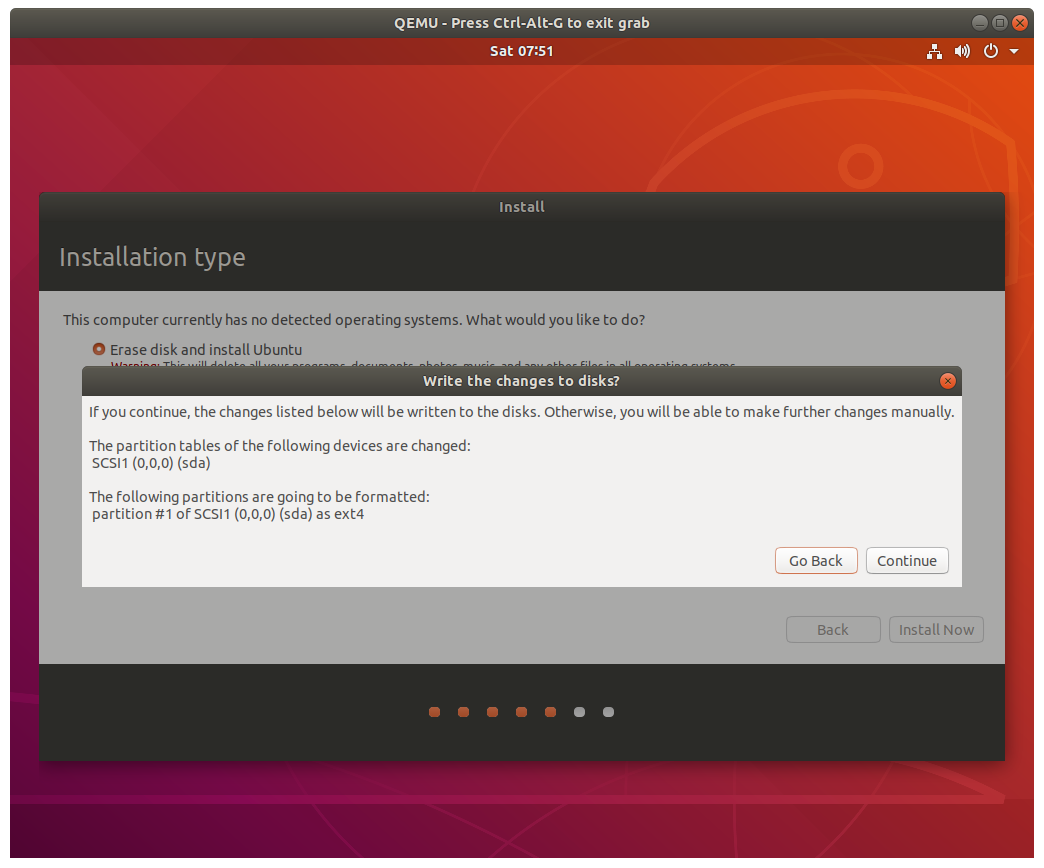 QEMU - Press Ctrl-Alt-G to exit grab
Sat 07:51
Install
Installation type
This computer currently has no detected operating systems. What would you like to do?
Erase disk and install Ubuntu
Warning: This will delete all your programs, documents, photos, music, and any other files in all operating systems.
Write the changes to disks?
If you continue, the changes listed below will be written to the disks. Otherwise, you will be able to make further changes manually.
The partition tables of the following devices are changed:
SCSI1 (0,0,0) (sda)
The following partitions are going to be formatted:
partition #1 of SCSI1 (0,0,0) (sda) as ext4
Go Back Continue
Back Install Now